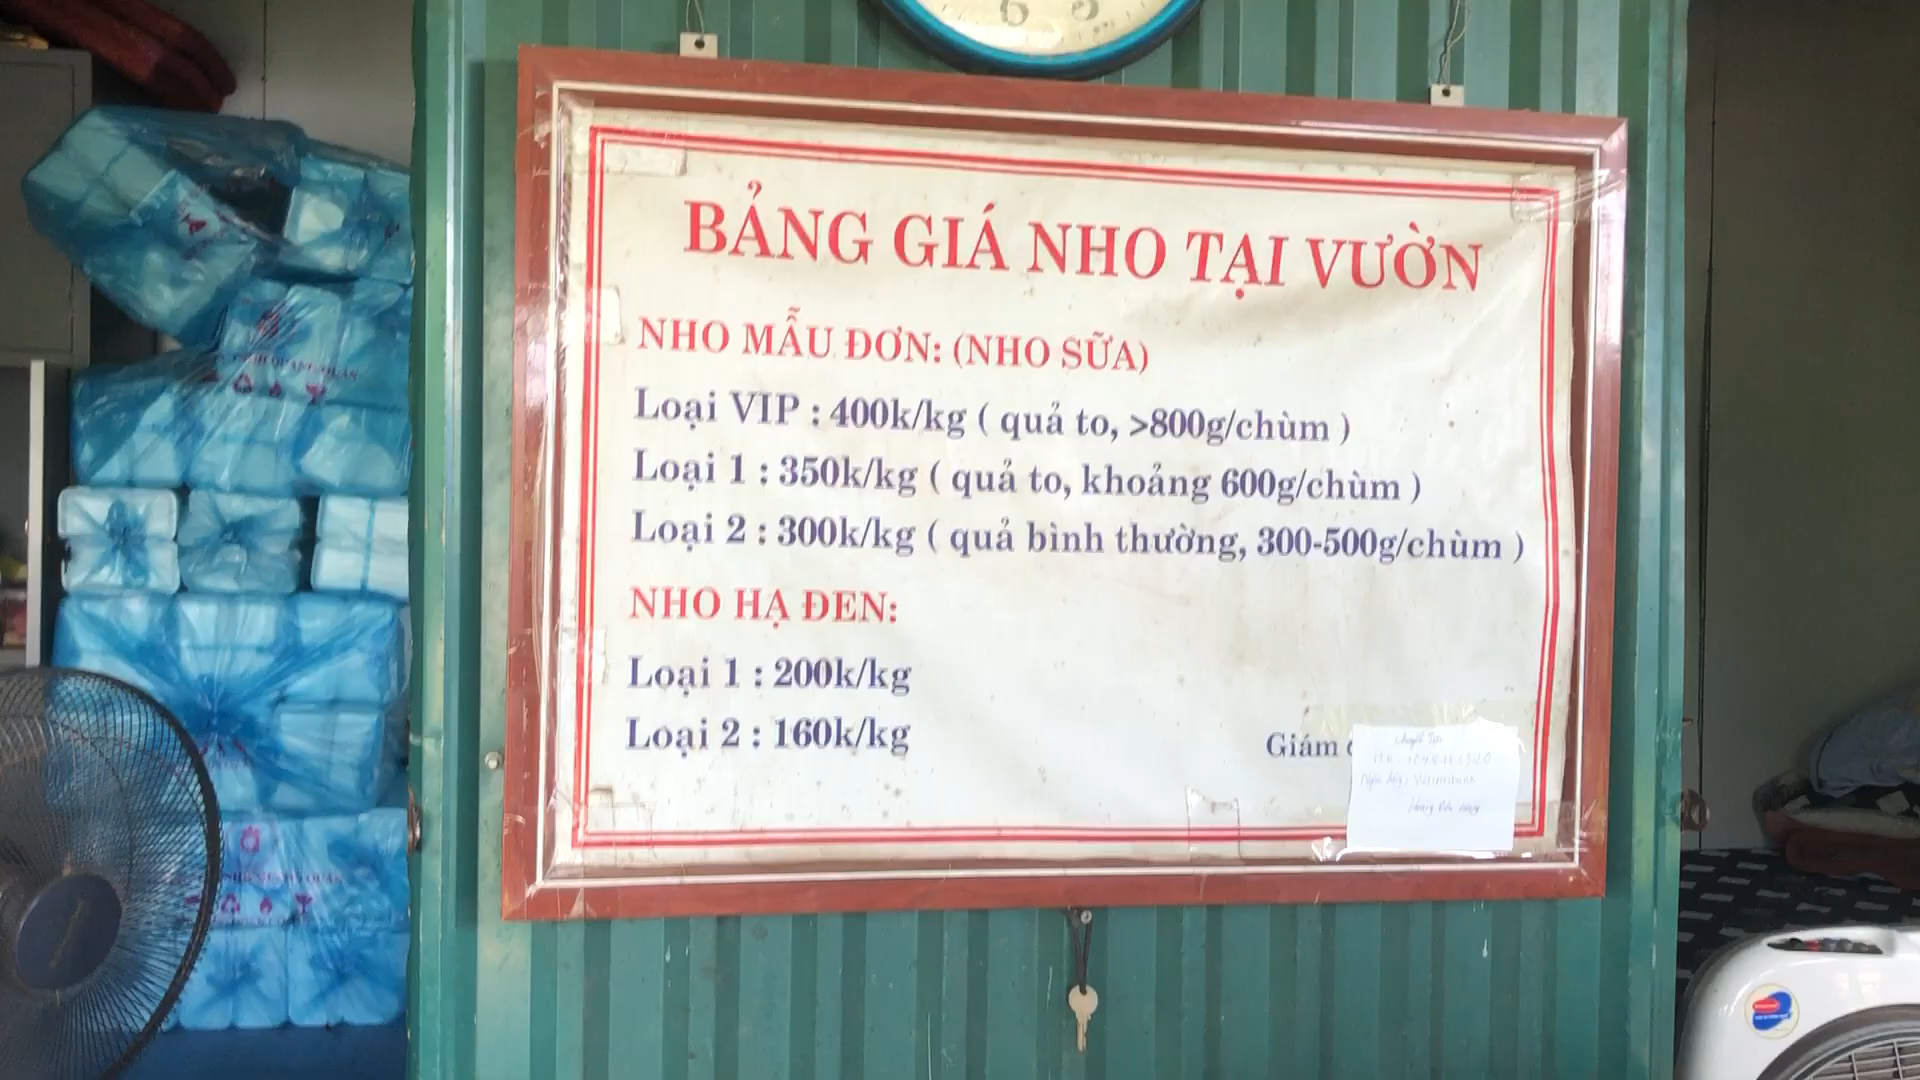 BẢNG GIÁ NHO TẠI VƯỜN
NHO MẪU ĐƠN: (NHO SỮA)
Loại VIP : 400k/kg ( quả to, >800g/chùm )
Loại 1 : 350k/kg ( quả to, khoảng 600g/chùm )
Loại 2 : 300k/kg ( quả bình thường, 300-500g/chùm )
NHO HẠ ĐEN:
Loại 1 : 200k/kg
Loại 2 : 160k/kg
Giám